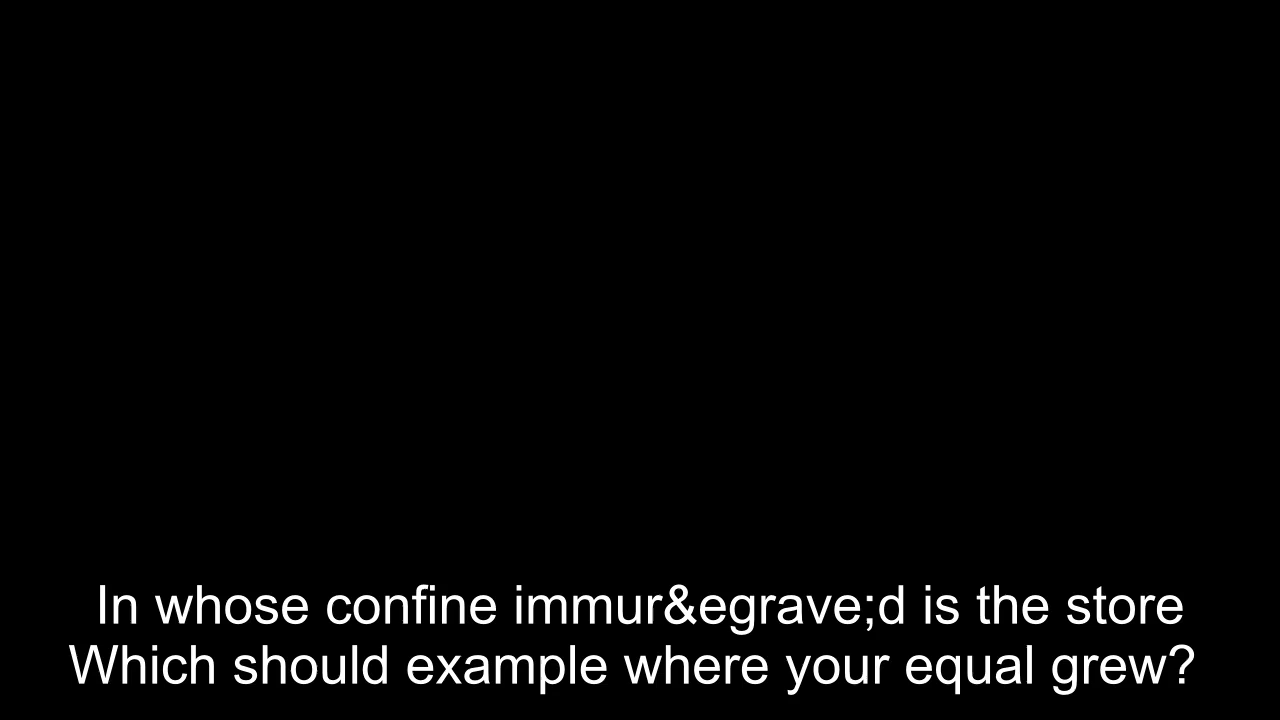 In whose confine immur&egrave;d is the store
Which should example where your equal grew?